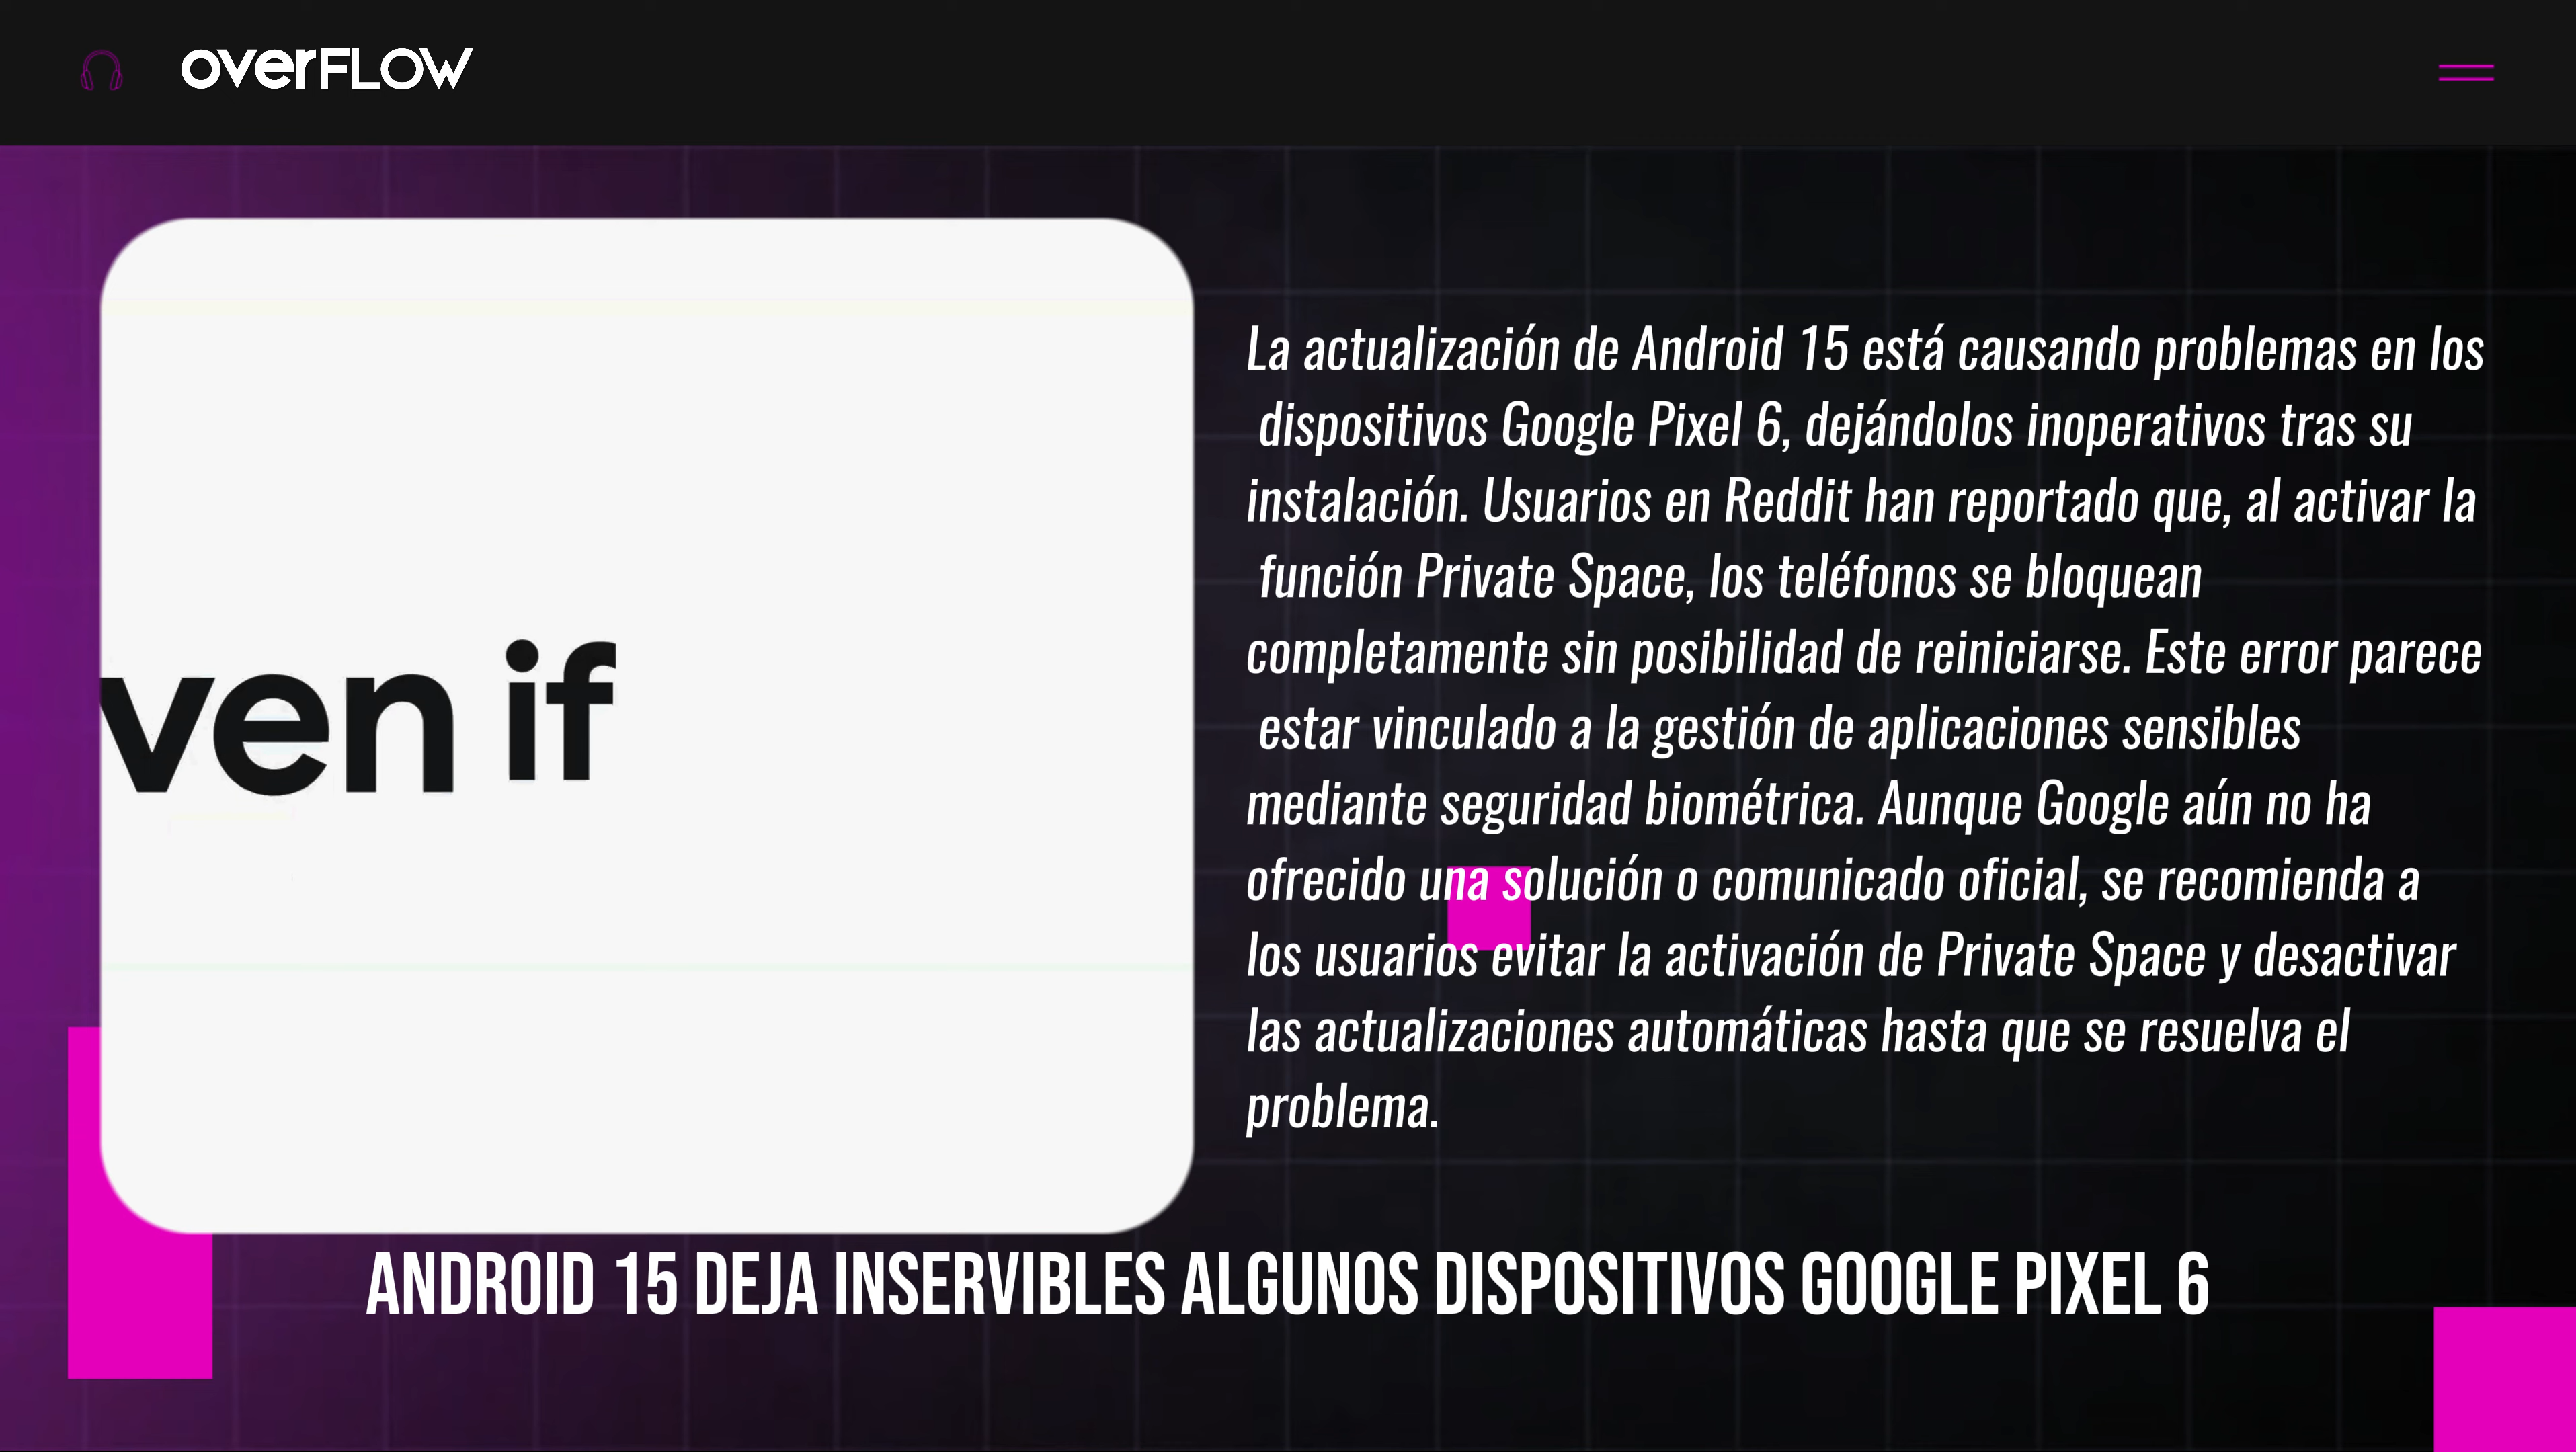 overFLOW
ven if
La actualización de Android 15 está causando problemas en los
dispositivos Google Pixel 6, dejándolos inoperativos tras su
instalación. Usuarios en Reddit han reportado que, al activar la
función Private Space, los teléfonos se bloquean
completamente sin posibilidad de reiniciarse. Este error parece
estar vinculado a la gestión de aplicaciones sensibles
mediante seguridad biométrica. Aunque Google aún no ha
ofrecido una solución o comunicado oficial, se recomienda a
los usuarios evitar la activación de Private Space y desactivar
las actualizaciones automáticas hasta que se resuelva el
problema.
ANDROID 15 DEJA INSERVIBLES ALGUNOS DISPOSITIVOS GOOGLE PIXEL 6